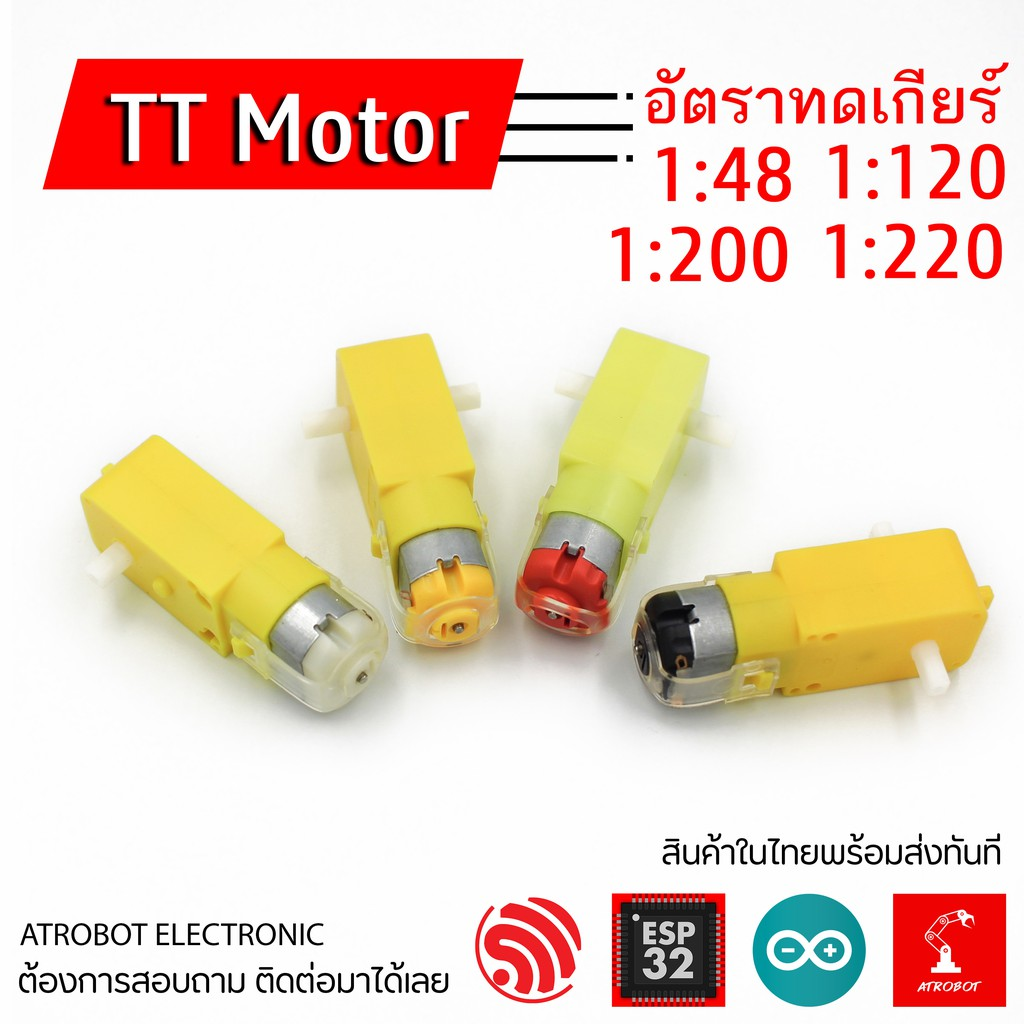 TT Motor
อัตราทดเกียร์
1:48 1:120
1:200 1:220
สินค้าในไทยพร้อมส่งทันที
ATROBOT ELECTRONIC
ต้องการสอบถาม ติดต่อมาได้เลย
ESP
32
ATROBOT